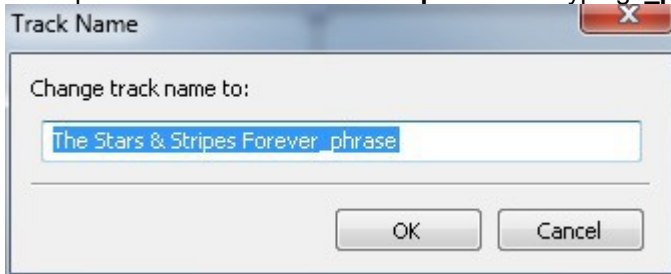 Track Name
Change track name to:
The Stars & Stripes Forever_phrase
OK
Cancel